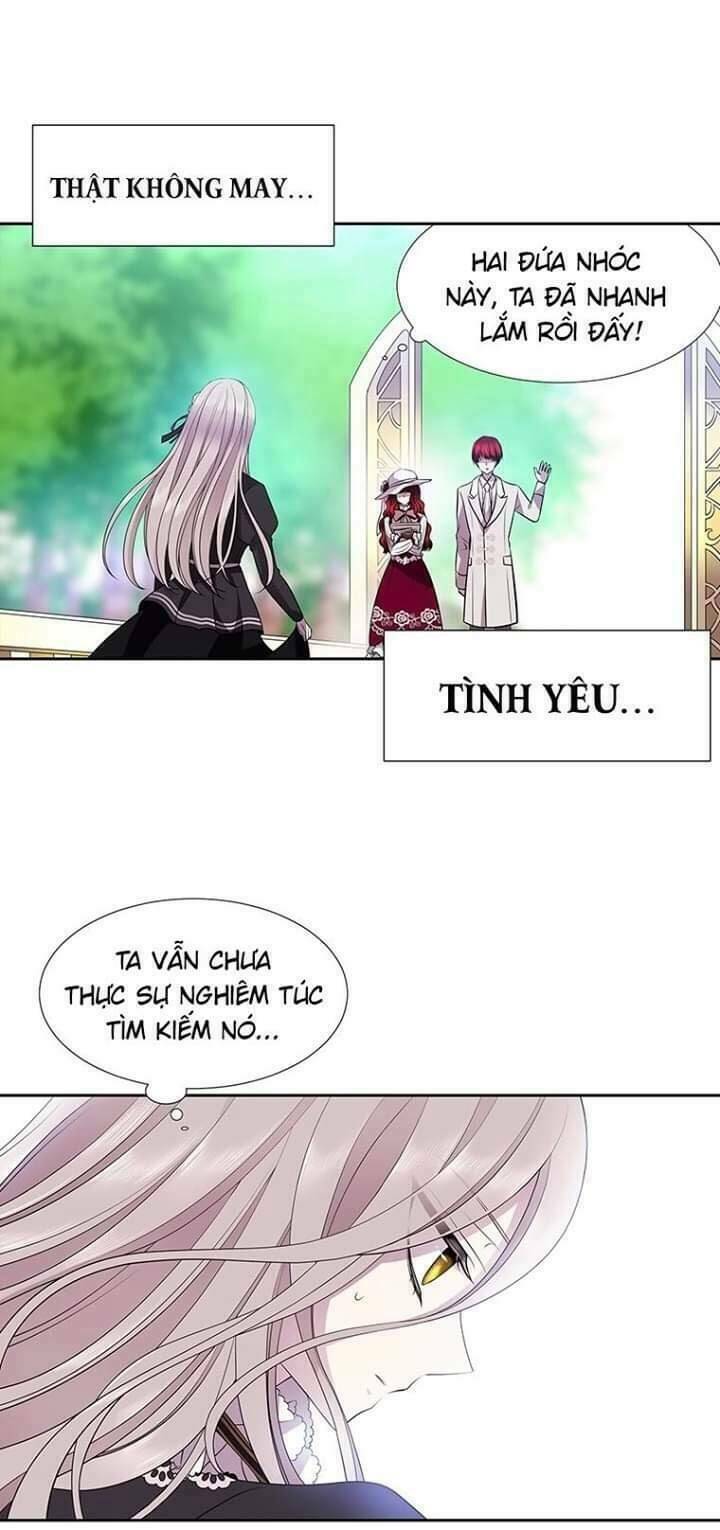 THẬT KHÔNG MAY...
HAI ĐỨA NHÓC
NÀY, TA ĐÃ NHANH
LẮM RỒI ĐẤY!
TÌNH YÊU...
TA VẪN CHƯA
THỰC SỰ NGHIÊM TÚC
TÌM KIẾM NÓ...